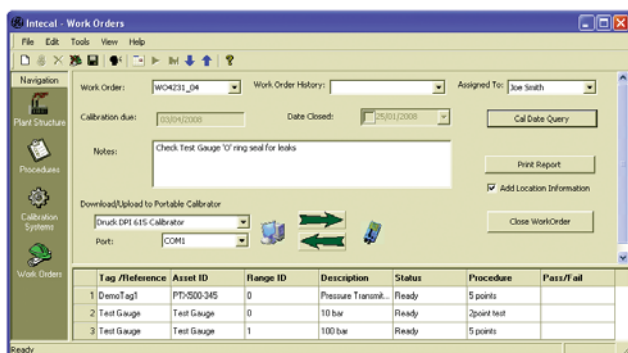 Intecal - Work Orders
File Edit Tools View Help
Navigation
Plant Structure
Procedures
Calibration Systems
Work Orders
Work Order: WO4231_04 Work Order History: Assigned To: Joe Smith
Calibration due: 03/04/2008 Date Closed: 25/01/2008 Cal Date Query
Notes: Check Test Gauge 'O' ring seal for leaks
Print Report
Add Location Information
Download/Upload to Portable Calibrator
Druck DPI 615-Calibrator
Close WorkOrder
Port: COM1
Tag /Reference Asset ID Range ID Description Status Procedure Pass/Fail
1 DemoTag1 PTX500-345 0 Pressure Transmit... Ready 5 points
2 Test Gauge Test Gauge 0 10 bar Ready 2point test
3 Test Gauge Test Gauge 1 100 bar Ready 5 points
Ready